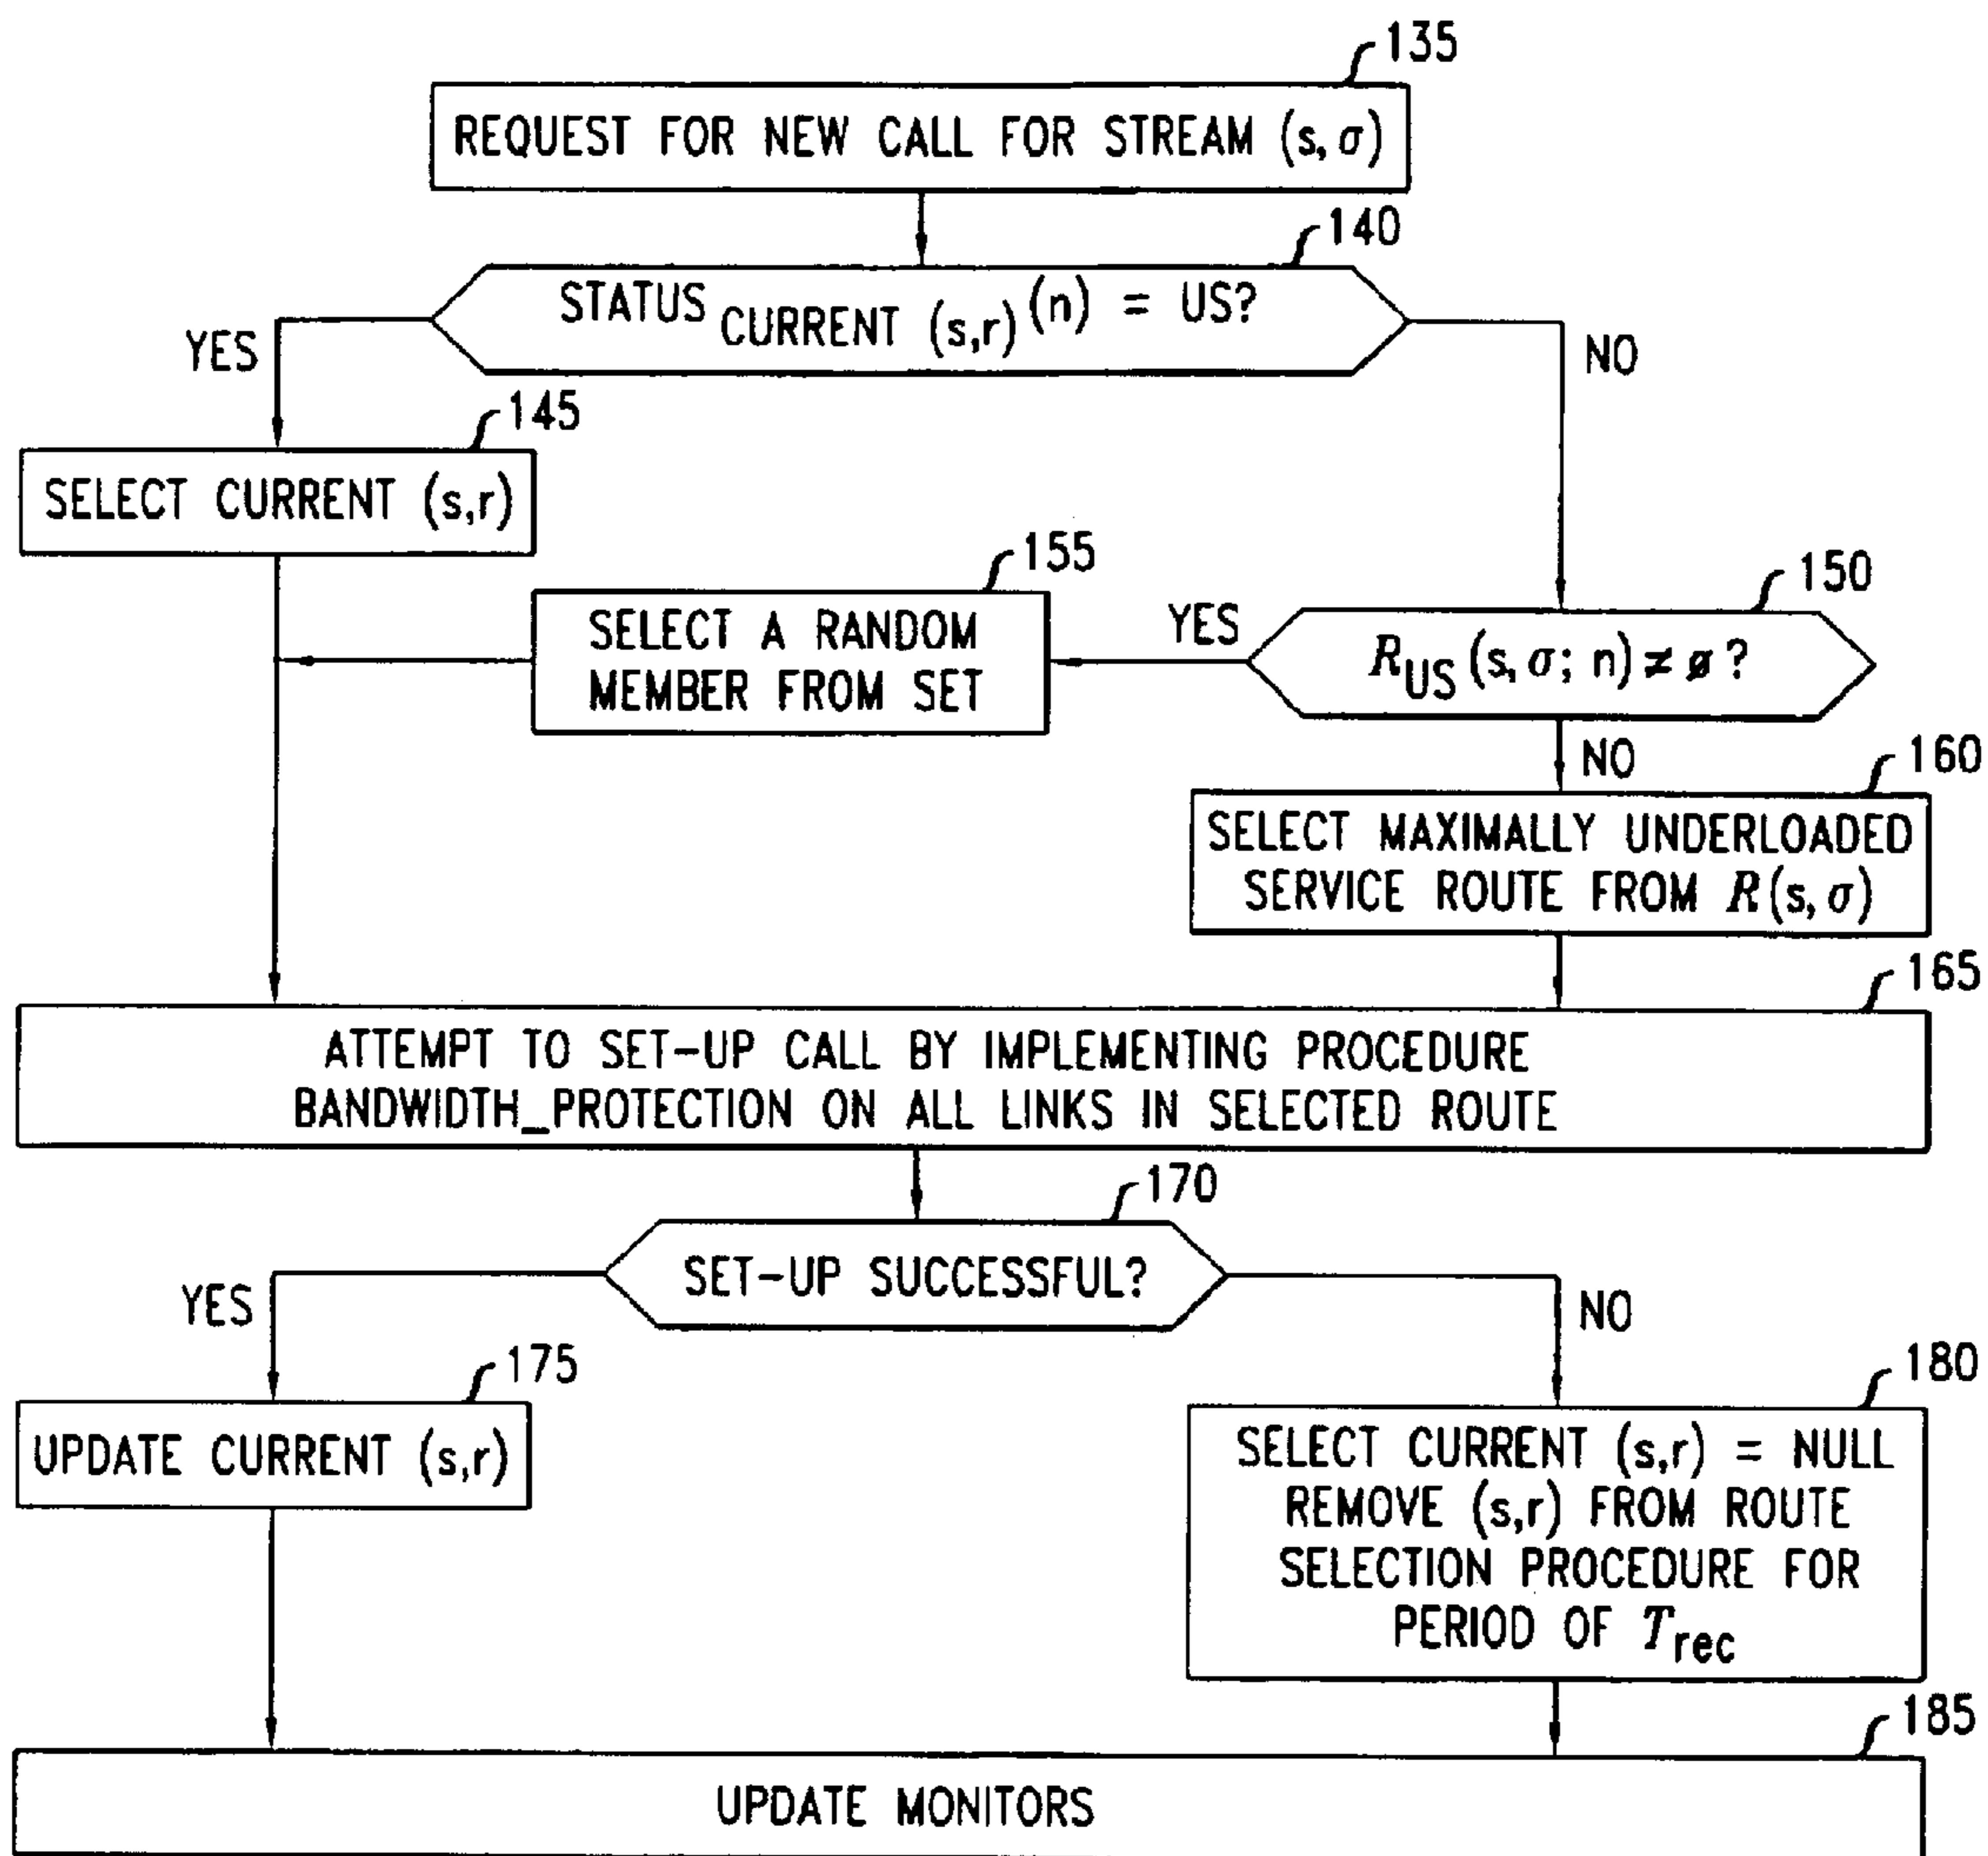 135
REQUEST FOR NEW CALL FOR STREAM (s, σ)
140
STATUS CURRENT (s,r) (n) = US?
YES
NO
145
SELECT CURRENT (s,r)
155
SELECT A RANDOM
MEMBER FROM SET
YES
150
R US (s, σ; n) ≠ ø ?
NO
160
SELECT MAXIMALLY UNDERLOADED
SERVICE ROUTE FROM R(s, σ)
165
ATTEMPT TO SET-UP CALL BY IMPLEMENTING PROCEDURE
BANDWIDTH_PROTECTION ON ALL LINKS IN SELECTED ROUTE
170
SET-UP SUCCESSFUL?
YES
NO
175
UPDATE CURRENT (s,r)
180
SELECT CURRENT (s,r) = NULL
REMOVE (s,r) FROM ROUTE
SELECTION PROCEDURE FOR
PERIOD OF T rec
185
UPDATE MONITORS